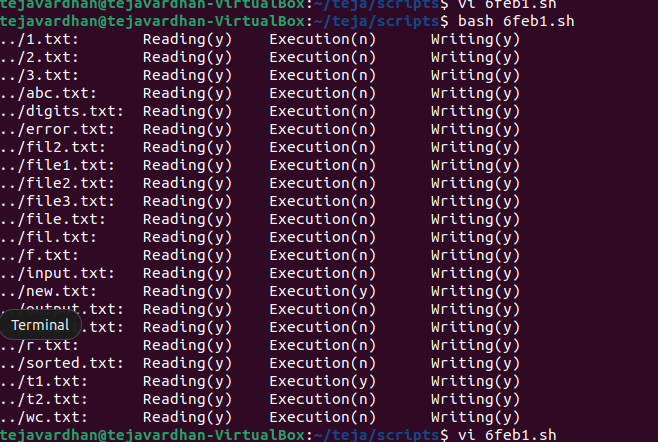 tejavardhan@tejavardhan-VirtualBox:~/teja/scripts$ vi 6feb1.sh
tejavardhan@tejavardhan-VirtualBox:~/teja/scripts$ bash 6feb1.sh
../1.txt: Reading(y) Execution(n) Writing(y)
../2.txt: Reading(y) Execution(n) Writing(y)
../3.txt: Reading(y) Execution(n) Writing(y)
../abc.txt: Reading(y) Execution(n) Writing(y)
../digits.txt: Reading(y) Execution(n) Writing(y)
../error.txt: Reading(y) Execution(n) Writing(y)
../fil2.txt: Reading(y) Execution(n) Writing(y)
../file1.txt: Reading(y) Execution(n) Writing(y)
../file2.txt: Reading(y) Execution(n) Writing(y)
../file3.txt: Reading(y) Execution(n) Writing(y)
../file.txt: Reading(y) Execution(n) Writing(y)
../fil.txt: Reading(y) Execution(n) Writing(y)
../f.txt: Reading(y) Execution(n) Writing(y)
../input.txt: Reading(y) Execution(n) Writing(y)
../new.txt: Reading(y) Execution(y) Writing(y)
../output.txt: Reading(y) Execution(n) Writing(y)
Terminal .txt: Reading(y) Execution(n) Writing(y)
../r.txt: Reading(y) Execution(n) Writing(y)
../sorted.txt: Reading(y) Execution(n) Writing(y)
../t1.txt: Reading(y) Execution(y) Writing(y)
../t2.txt: Reading(y) Execution(n) Writing(y)
../wc.txt: Reading(y) Execution(n) Writing(y)
tejavardhan@tejavardhan-VirtualBox:~/teja/scripts$ vi 6feb1.sh